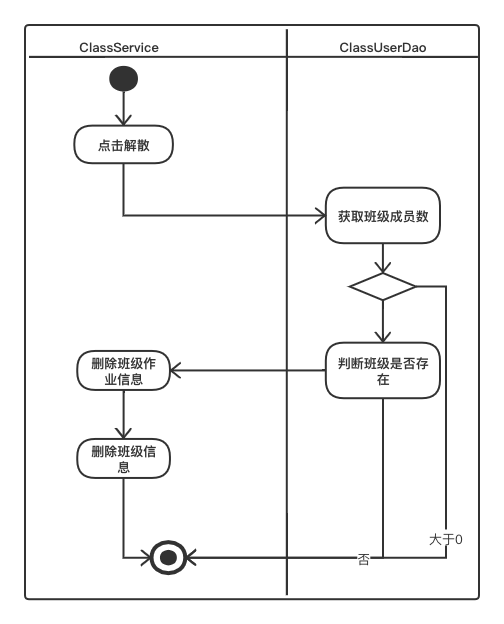 ClassService
ClassUserDao
点击解散
获取班级成员数
判断班级是否存
在
删除班级作
业信息
删除班级信
息
大于0
否